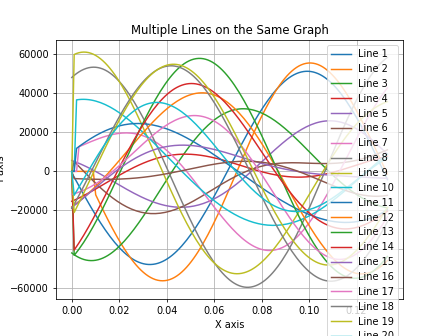 Multiple Lines on the Same Graph
60000
40000
20000
0
−20000
−40000
−60000
0.00
0.02
0.04
0.06
0.08
0.10
X axis
Line 1
Line 2
Line 3
Line 4
Line 5
Line 6
Line 7
Line 8
Line 9
Line 10
Line 11
Line 12
Line 13
Line 14
Line 15
Line 16
Line 17
Line 18
Line 19
Line 20